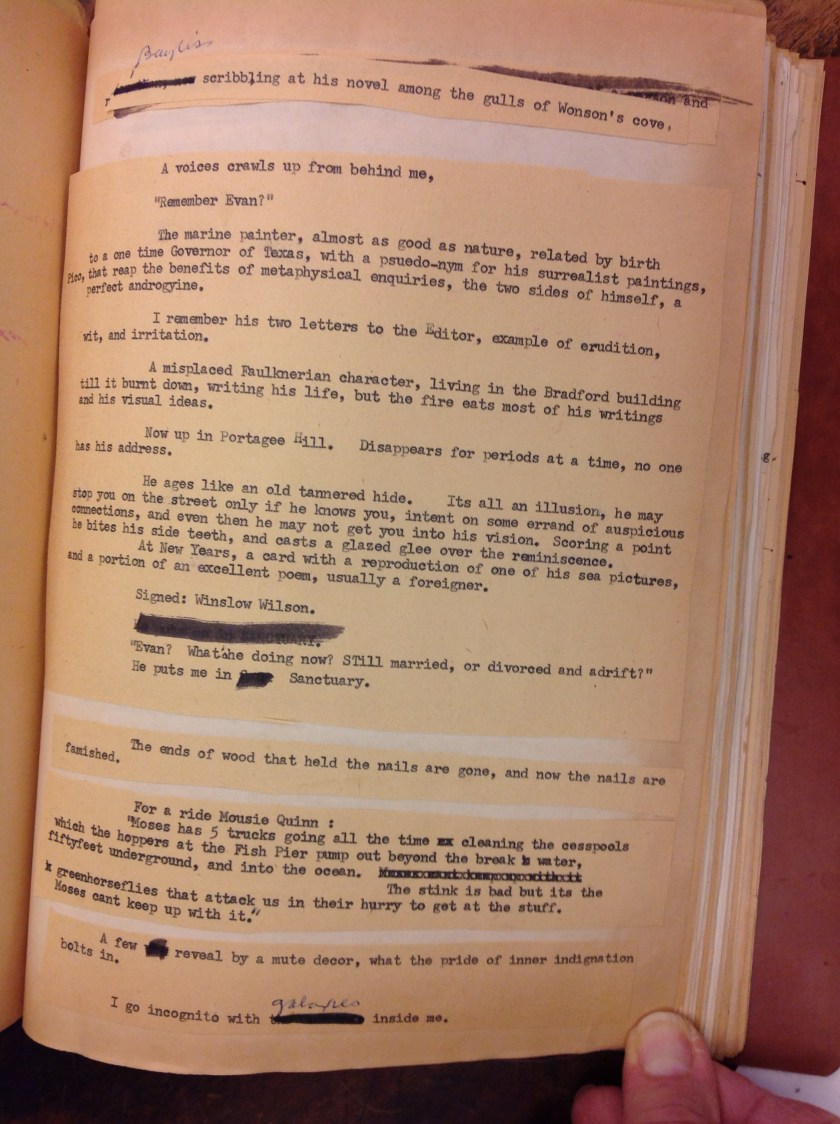 Baylis
scribbling at his novel among the gulls of Wonson's cove,
and
A voices crawls up from behind me,
"Remember Evan?"
The marine painter, almost as good as nature, related by birth
to a one time Governor of Texas, with a psuedo-nym for his surrealist paintings,
Pico, that reap the benefits of metaphysical enquiries, the two sides of himself, a
perfect androgyine.
I remember his two letters to the Editor, example of erudition,
wit, and irritation.
A misplaced Faulknerian character, living in the Bradford building
till it burnt down, writing his life, but the fire eats most of his writings
and his visual ideas.
Now up in Portagee Hill. Disappears for periods at a time, no one
has his address.
He ages like an old tannered hide. Its all an illusion, he may
stop you on the street only if he knows you, intent on some errand of auspicious
connections, and even then he may not get you into his vision. Scoring a point
he bites his side teeth, and casts a glazed glee over the reminiscence.
At New Years, a card with a reproduction of one of his sea pictures,
and a portion of an excellent poem, usually a foreigner.
Signed: Winslow Wilson.
SANCTUARY.
"Evan? What'she doing now? STill married, or divorced and adrift?"
He puts me in Sanctuary.
The ends of wood that held the nails are gone, and now the nails are
famished.
For a ride Mousie Quinn :
"Moses has 5 trucks going all the time cleaning the cesspools
which the hoppers at the Fish Pier pump out beyond the break water,
fiftyfeet underground, and into the ocean.
The stink is bad but its the
greenhorseflies that attack us in their hurry to get at the stuff.
Moses cant keep up with it."
A few reveal by a mute decor, what the pride of inner indignation
bolts in.
I go incognito with inside me.